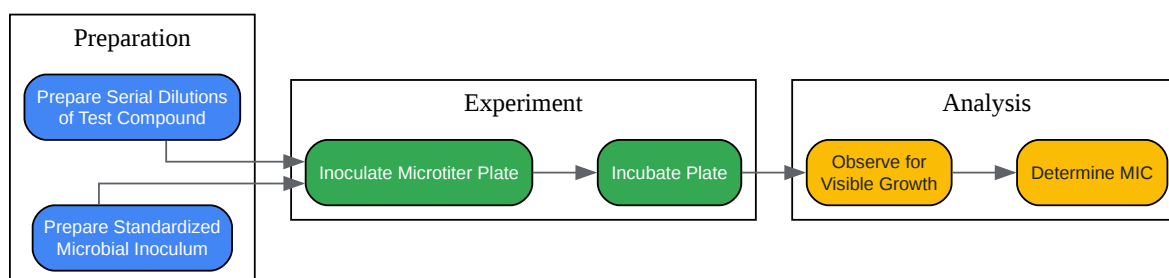 Preparation
Prepare Serial Dilutions
of Test Compound
Prepare Standardized
Microbial Inoculum
Experiment
Inoculate Microtiter Plate
Incubate Plate
Analysis
Observe for
Visible Growth
Determine MIC